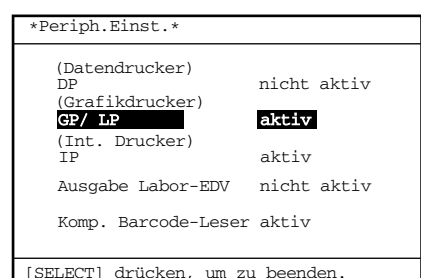 *Periph.Einst.*
(Datendrucker)
DP nicht aktiv
(Grafikdrucker)
GP/ LP aktiv
(Int. Drucker)
IP aktiv
Ausgabe Labor-EDV nicht aktiv
Komp. Barcode-Leser aktiv
[SELECT] drücken, um zu beenden.